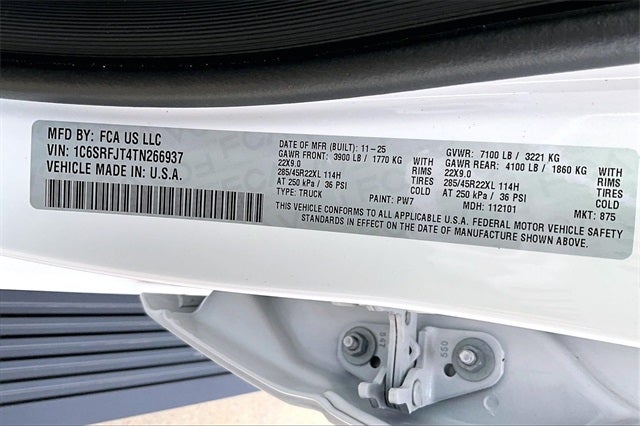 MFD BY: FCA US LLC
VIN: 1C6SRFJT4TN266937
VEHICLE MADE IN: U.S.A.
DATE OF MFR (BUILT): 11-25
GAWR FRONT: 3900 LB / 1770 KG
22X9.0 WITH
285/45R22XL 114H RIMS
AT 250 kPa / 36 PSI TIRES
TYPE: TRUCK PAINT: PW7 COLD
GVWR: 7100 LB / 3221 KG
GAWR REAR: 4100 LB / 1860 KG
22X9.0 WITH
285/45R22XL 114H RIMS
AT 250 kPa / 36 PSI TIRES
MDH: 112101 COLD
MKT: 875
THIS VEHICLE CONFORMS TO ALL APPLICABLE U.S.A. FEDERAL MOTOR VEHICLE SAFETY
STANDARDS IN EFFECT ON THE DATE OF MANUFACTURE SHOWN ABOVE.
547
550